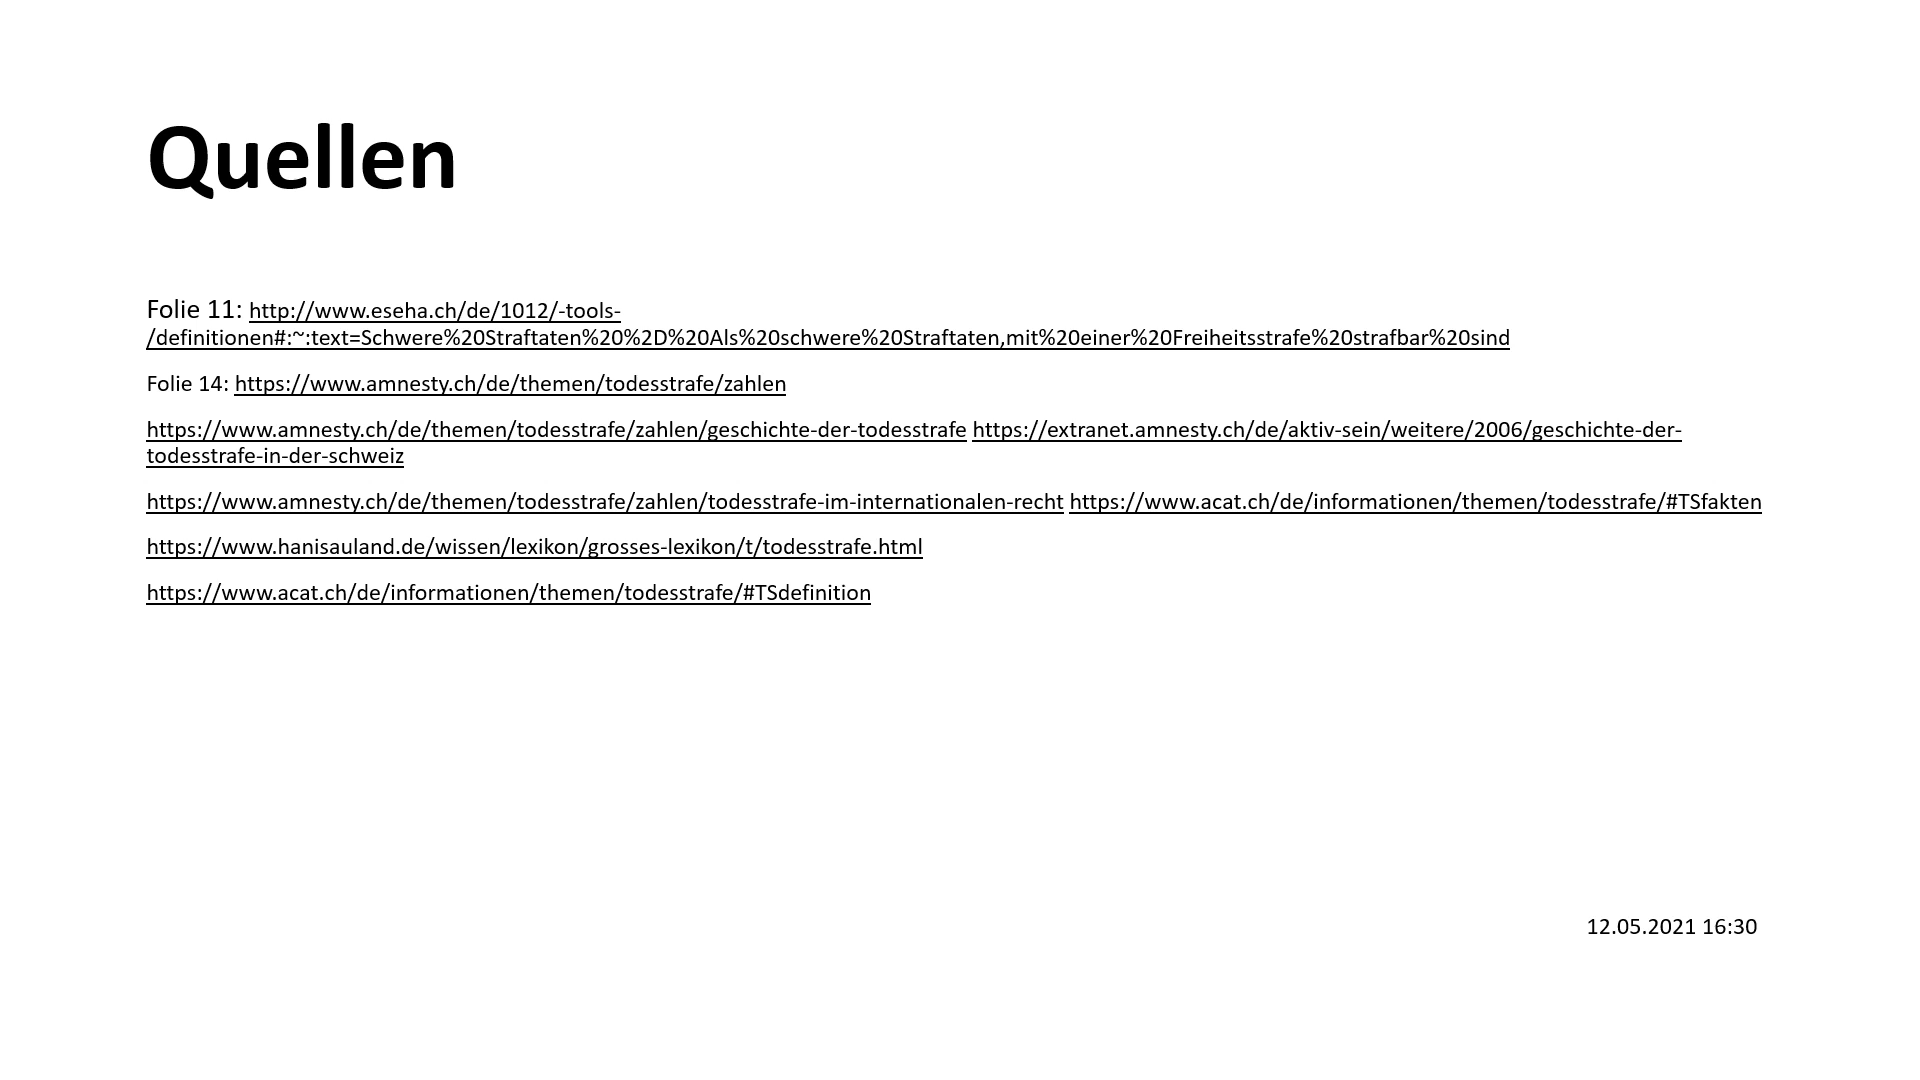 Quellen
Folie 11: http://www.eseha.ch/de/1012/-tools-
/definitionen#:~:text=Schwere%20Straftaten%20%2D%20Als%20schwere%20Straftaten,mit%20einer%20Freiheitsstrafe%20strafbar%20sind
Folie 14: https://www.amnesty.ch/de/themen/todesstrafe/zahlen
https://www.amnesty.ch/de/themen/todesstrafe/zahlen/geschichte-der-todesstrafe https://extranet.amnesty.ch/de/aktiv-sein/weitere/2006/geschichte-der-
todesstrafe-in-der-schweiz
https://www.amnesty.ch/de/themen/todesstrafe/zahlen/todesstrafe-im-internationalen-recht https://www.acat.ch/de/informationen/themen/todesstrafe/#TSfakten
https://www.hanisauland.de/wissen/lexikon/grosses-lexikon/t/todesstrafe.html
https://www.acat.ch/de/informationen/themen/todesstrafe/#TSdefinition
12.05.2021 16:30